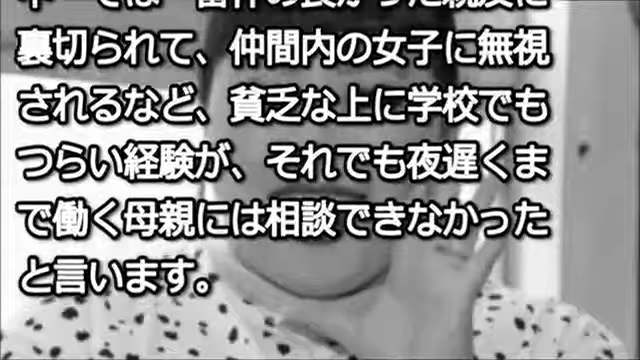 裏切られて、仲間内の女子に無視
されるなど、貧乏な上に学校でも
つらい経験が、それでも夜遅くま
で働く母親には相談できなかった
と言います。